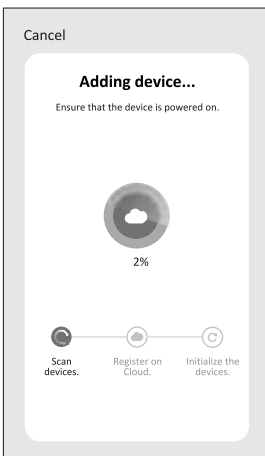 Cancel
Adding device...
Ensure that the device is powered on.
2%
Scan
devices.
Register on
Cloud.
Initialize the
devices.